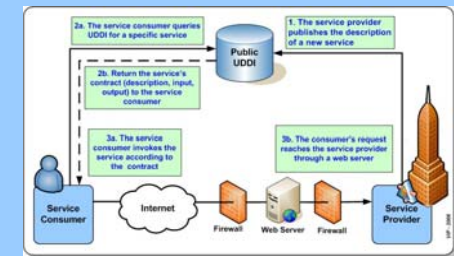 2a. The service consumer queries
UDDI for a specific service
1. The service provider
publishes the description
of a new service
Public
UDDI
2b. Return the service's
contract (description, input,
output) to the service
consumer
3a. The service
consumer invokes the
service according to
the contract
3b. The consumer's request
reaches the service provider
through a web server
Service
Consumer
Internet
Firewall
Web Server
Firewall
Service
Provider